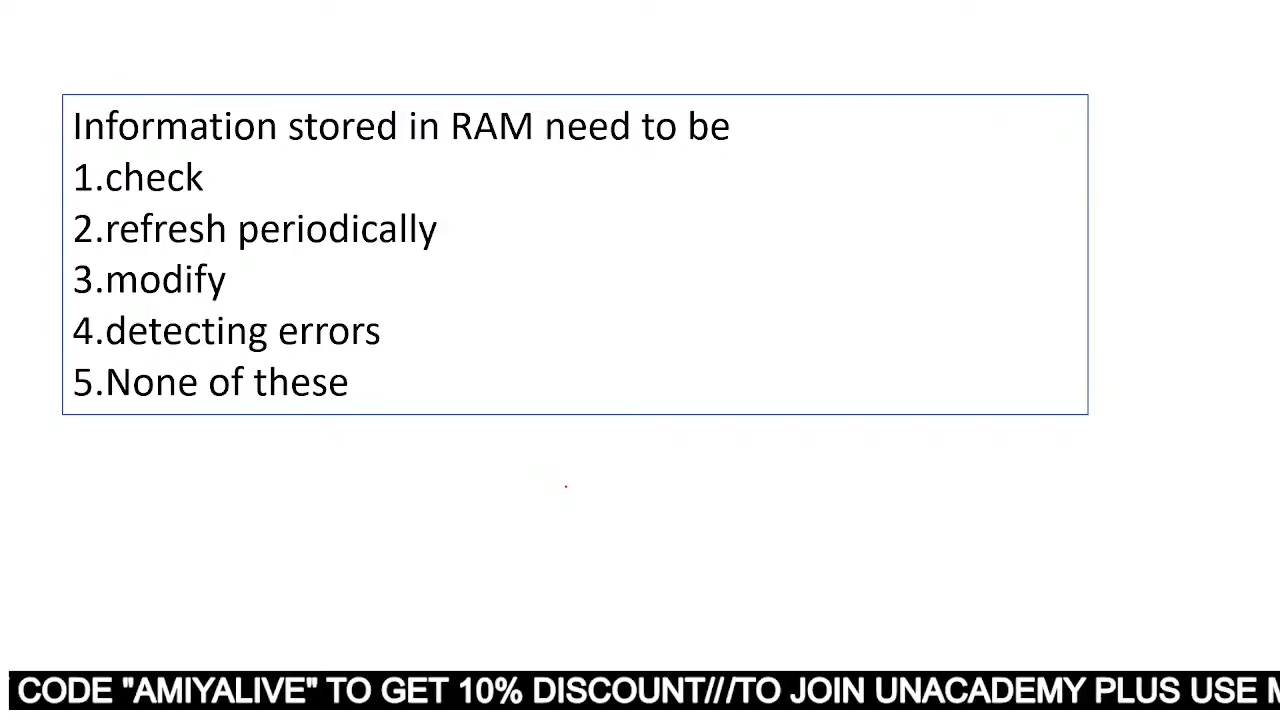 Information stored in RAM need to be
1.check
2.refresh periodically
3.modify
4.detecting errors
5.None of these
CODE "AMIYALIVE" TO GET 10% DISCOUNT///TO JOIN UNACADEMY PLUS USE